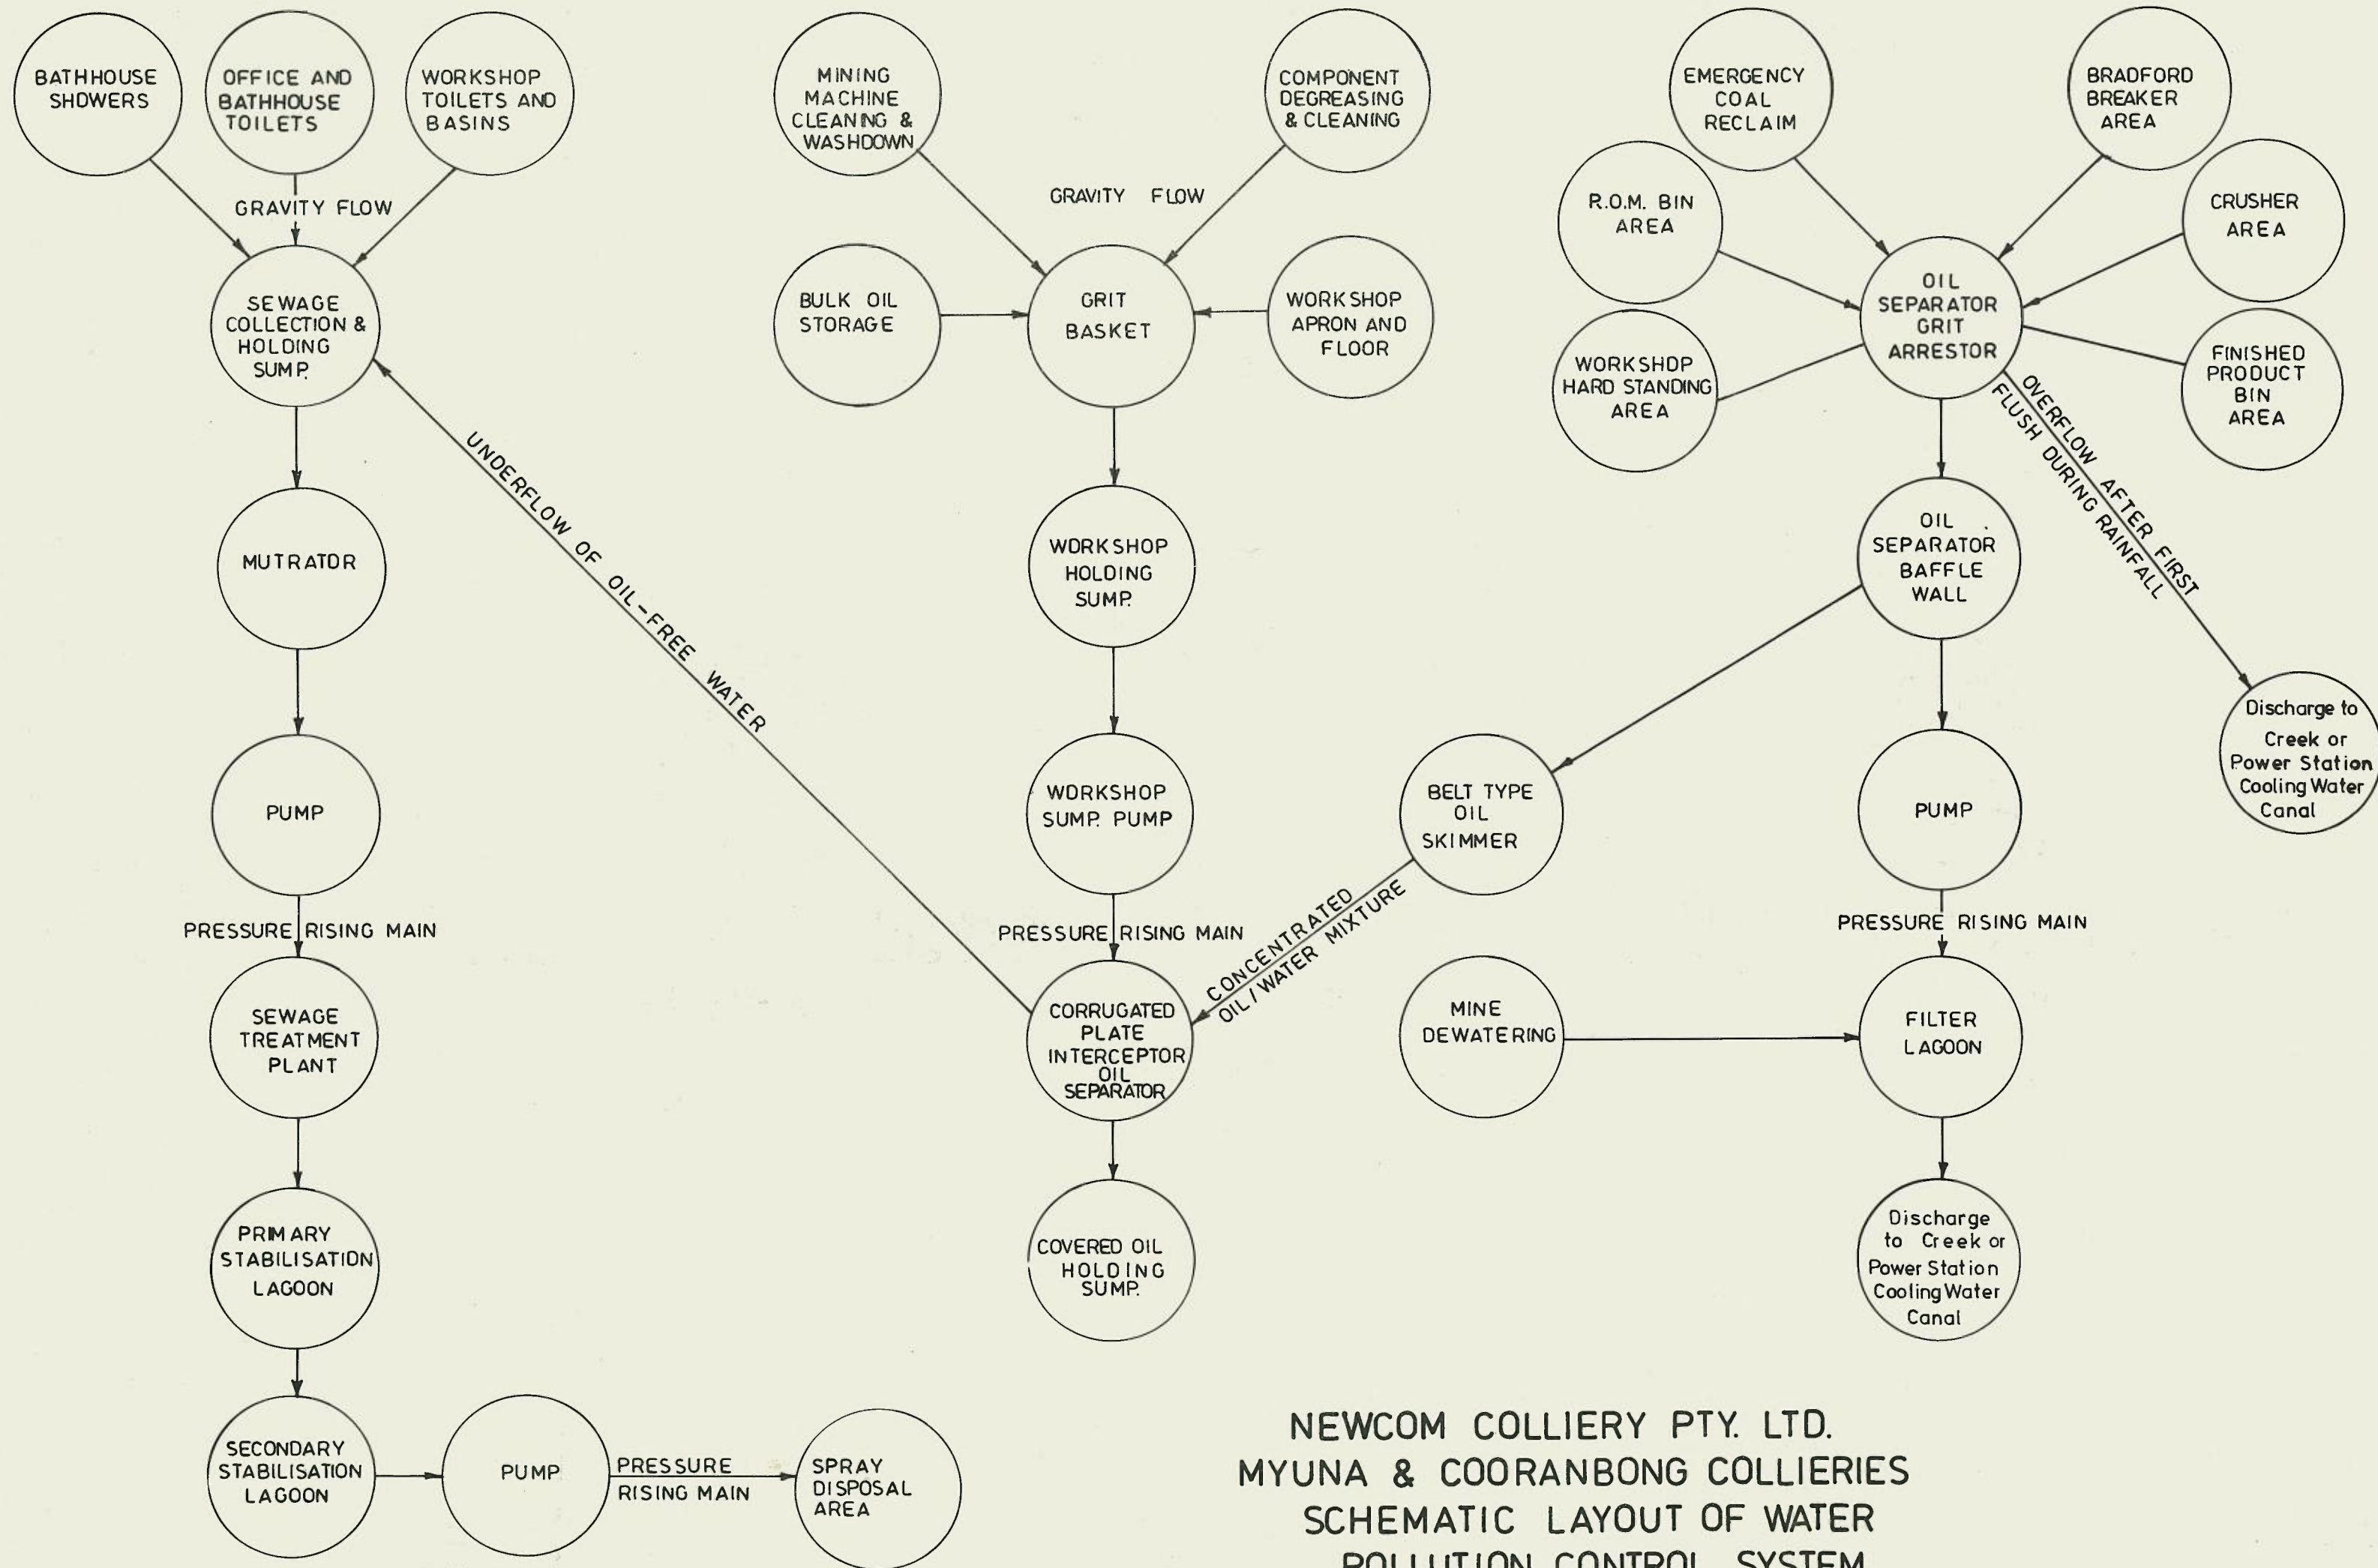 BATHHOUSE
SHOWERS
OFFICE AND
BATHHOUSE
TOILETS
WORKSHOP
TOILETS AND
BASINS
GRAVITY FLOW
SEWAGE
COLLECTION &
HOLDING
SUMP.
MUTRATOR
PUMP
PRESSURE RISING MAIN
SEWAGE
TREATMENT
PLANT
PRIMARY
STABILISATION
LAGOON
SECONDARY
STABILISATION
LAGOON
PUMP
PRESSURE
RISING MAIN
SPRAY
DISPOSAL
AREA
UNDERFLOW OF OIL-FREE WATER
MINING
MACHINE
CLEANING &
WASHDOWN
COMPONENT
DEGREASING
& CLEANING
GRAVITY FLOW
BULK OIL
STORAGE
GRIT
BASKET
WORKSHOP
APRON AND
FLOOR
WORKSHOP
HOLDING
SUMP.
WORKSHOP
SUMP. PUMP
PRESSURE RISING MAIN
CORRUGATED
PLATE
INTERCEPTOR
OIL
SEPARATOR
COVERED OIL
HOLDING
SUMP.
EMERGENCY
COAL
RECLAIM
BRADFORD
BREAKER
AREA
R.O.M. BIN
AREA
CRUSHER
AREA
OIL
SEPARATOR
GRIT
ARRESTOR
WORKSHOP
HARD STANDING
AREA
FINISHED
PRODUCT
BIN
AREA
OVERFLOW AFTER FIRST
FLUSH DURING RAINFALL
OIL
SEPARATOR
BAFFLE
WALL
Discharge to
Creek or
Power Station
Cooling Water
Canal
BELT TYPE
OIL
SKIMMER
CONCENTRATED
OIL/WATER MIXTURE
PUMP
PRESSURE RISING MAIN
MINE
DEWATERING
FILTER
LAGOON
Discharge
to Creek or
Power Station
Cooling Water
Canal
NEWCOM COLLIERY PTY. LTD.
MYUNA & COORANBONG COLLIERIES
SCHEMATIC LAYOUT OF WATER
POLLUTION CONTROL SYSTEM